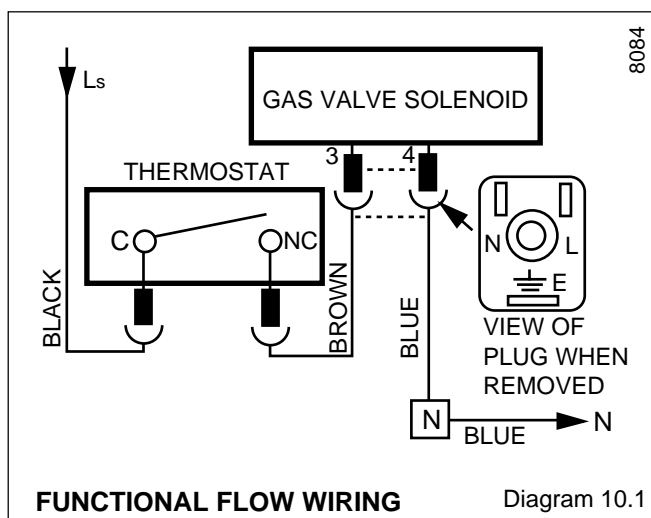 8084
Ls
GAS VALVE SOLENOID
3
4
THERMOSTAT
C
NC
N
L
E
BLACK
BROWN
BLUE
VIEW OF
PLUG WHEN
REMOVED
N
N
BLUE
FUNCTIONAL FLOW WIRING
Diagram 10.1